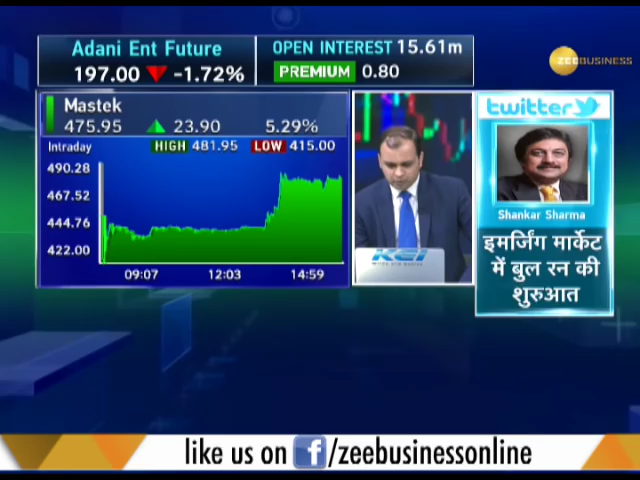 Adani Ent Future
197.00 -1.72%
OPEN INTEREST 15.61m
PREMIUM 0.80
ZEEBUSINESS
Mastek
475.95 23.90 5.29%
Intraday HIGH 481.95 LOW 415.00
490.28
467.52
444.76
422.00
09:07 12:03 14:59
KEI
twitter
Shankar Sharma
इमर्जिंग मार्केट
में बुल रन की
शुरुआत
like us on f/zeebusinessonline